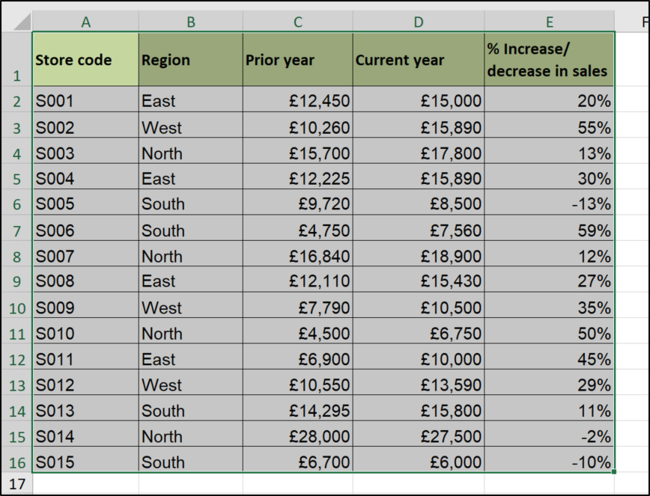 A B C D E F
1 Store code Region Prior year Current year % Increase/
decrease in sales
2 S001 East £12,450 £15,000 20%
3 S002 West £10,260 £15,890 55%
4 S003 North £15,700 £17,800 13%
5 S004 East £12,225 £15,890 30%
6 S005 South £9,720 £8,500 -13%
7 S006 South £4,750 £7,560 59%
8 S007 North £16,840 £18,900 12%
9 S008 East £12,110 £15,430 27%
10 S009 West £7,790 £10,500 35%
11 S010 North £4,500 £6,750 50%
12 S011 East £6,900 £10,000 45%
13 S012 West £10,550 £13,590 29%
14 S013 South £14,295 £15,800 11%
15 S014 North £28,000 £27,500 -2%
16 S015 South £6,700 £6,000 -10%
17